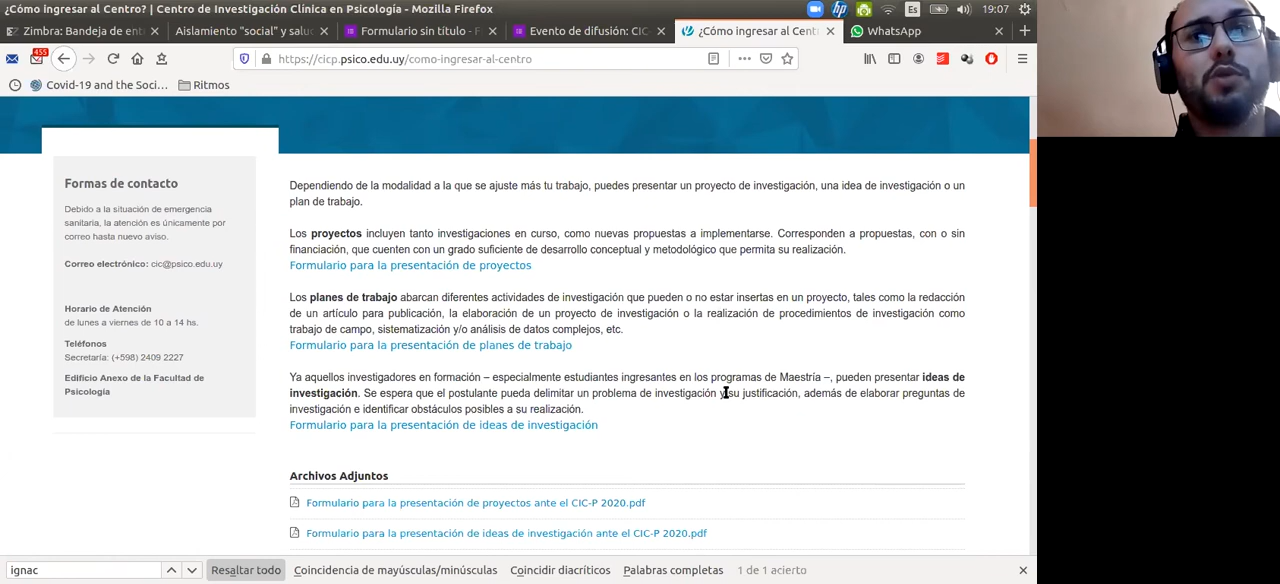 ¿Cómo ingresar al Centro? | Centro de Investigación Clínica en Psicología - Mozilla Firefox
Es
19:07
Zimbra: Bandeja de ent
Aislamiento "social" y salu
Formulario sin título - F
Evento de difusión: CIC-
¿Cómo ingresar al Cent
WhatsApp
455
https://cicp.psico.edu.uy/como-ingresar-al-centro
Covid-19 and the Soci...
Ritmos
Formas de contacto
Debido a la situación de emergencia
sanitaria, la atención es únicamente por
correo hasta nuevo aviso.
Correo electrónico: cic@psico.edu.uy
Horario de Atención
de lunes a viernes de 10 a 14 hs.
Teléfonos
Secretaría: (+598) 2409 2227
Edificio Anexo de la Facultad de
Psicología
Dependiendo de la modalidad a la que se ajuste más tu trabajo, puedes presentar un proyecto de investigación, una idea de investigación o un
plan de trabajo.
Los proyectos incluyen tanto investigaciones en curso, como nuevas propuestas a implementarse. Corresponden a propuestas, con o sin
financiación, que cuenten con un grado suficiente de desarrollo conceptual y metodológico que permita su realización.
Formulario para la presentación de proyectos
Los planes de trabajo abarcan diferentes actividades de investigación que pueden o no estar insertas en un proyecto, tales como la redacción
de un artículo para publicación, la elaboración de un proyecto de investigación o la realización de procedimientos de investigación como
trabajo de campo, sistematización y/o análisis de datos complejos, etc.
Formulario para la presentación de planes de trabajo
Ya aquellos investigadores en formación – especialmente estudiantes ingresantes en los programas de Maestría –, pueden presentar ideas de
investigación. Se espera que el postulante pueda delimitar un problema de investigación y su justificación, además de elaborar preguntas de
investigación e identificar obstáculos posibles a su realización.
Formulario para la presentación de ideas de investigación
Archivos Adjuntos
Formulario para la presentación de proyectos ante el CIC-P 2020.pdf
Formulario para la presentación de ideas de investigación ante el CIC-P 2020.pdf
ignac
Resaltar todo
Coincidencia de mayúsculas/minúsculas
Coincidir diacríticos
Palabras completas
1 de 1 acierto